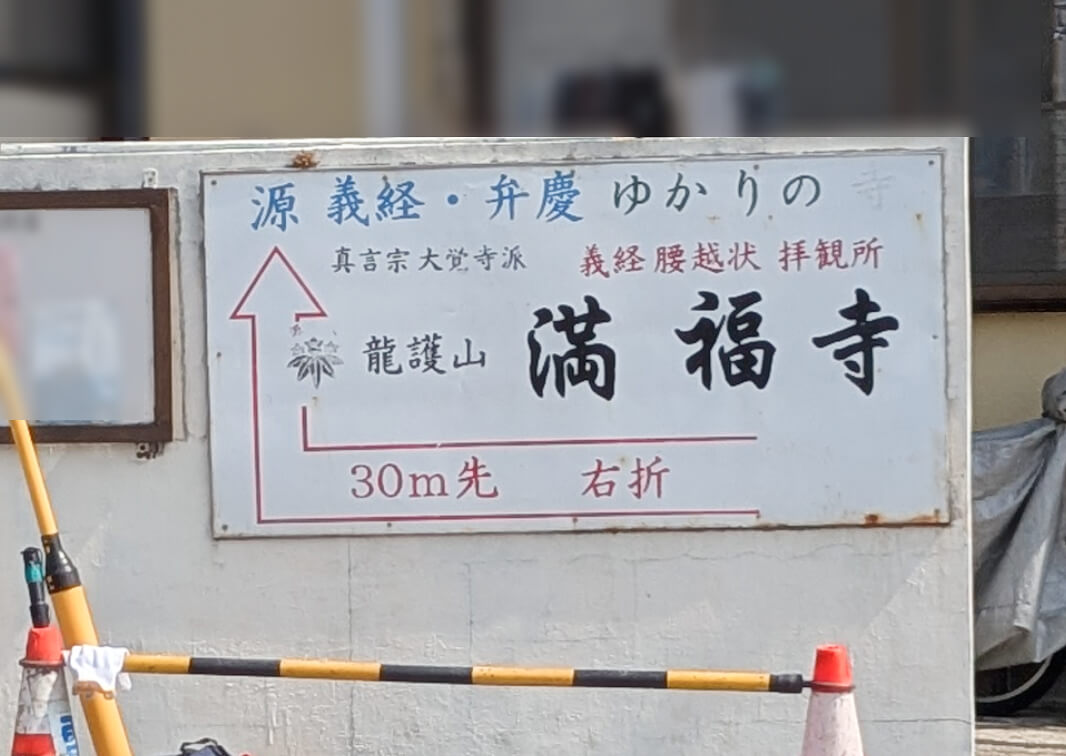 源 義経・弁慶 ゆかりの 寺
真言宗大覚寺派 義経腰越状 拝観所
龍護山 満福寺
30m先 右折